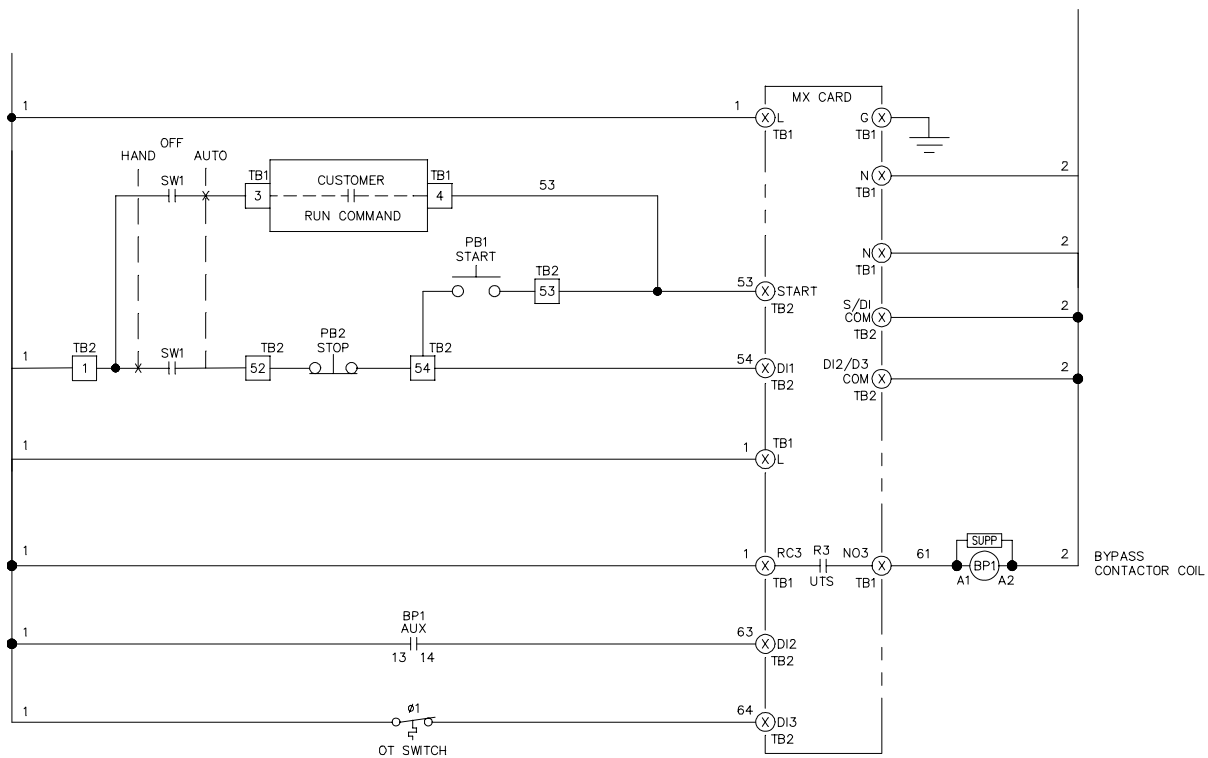 MX CARD
1
1
L
TB1
G
TB1
OFF
HAND
AUTO
SW1
TB1
3
CUSTOMER
RUN COMMAND
TB1
4
53
N
TB1
2
PB1
START
TB2
53
53
START
TB2
N
TB1
2
S/DI
COM
TB2
2
1
TB2
1
SW1
TB2
52
PB2
STOP
TB2
54
54
DI1
TB2
DI2/D3
COM
TB2
2
1
1
TB1
L
1
1
RC3
TB1
R3
UTS
NO3
TB1
61
SUPP
BP1
A1
A2
2
BYPASS
CONTACTOR COIL
1
BP1
AUX
13 14
63
DI2
TB2
1
ø1
OT SWITCH
64
DI3
TB2